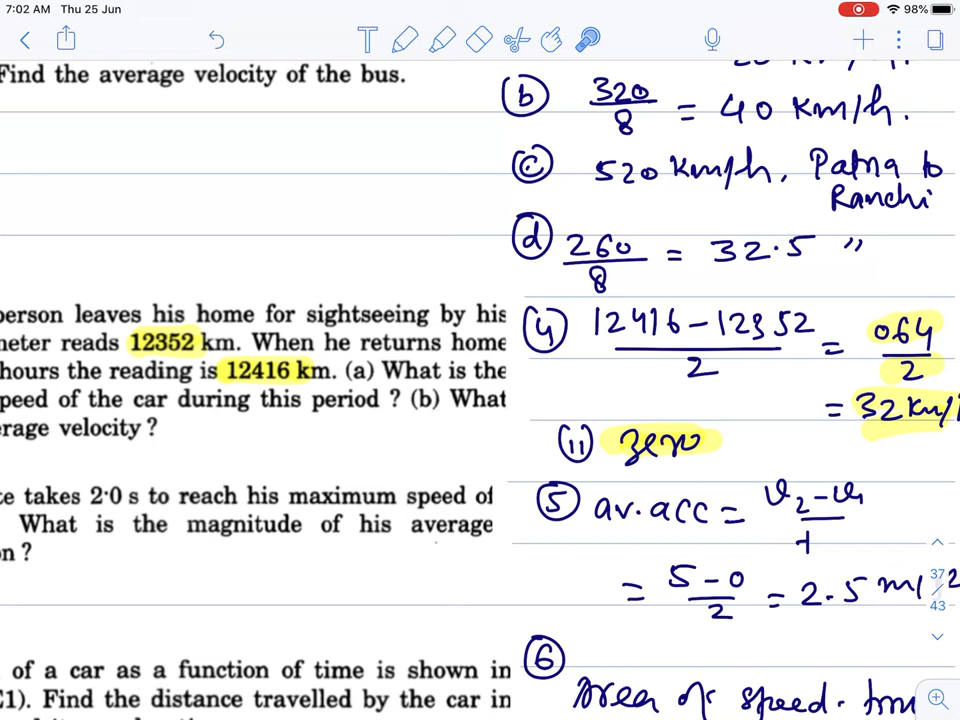 7:02 AM Thu 25 Jun
98%
Find the average velocity of the bus.
person leaves his home for sightseeing by his
meter reads 12352 km. When he returns home
hours the reading is 12416 km. (a) What is the
speed of the car during this period ? (b) What
rage velocity ?
te takes 2·0 s to reach his maximum speed of
What is the magnitude of his average
on ?
of a car as a function of time is shown in
E1). Find the distance travelled by the car in
(b) 320/8 = 40 Km/h.
(c) 520 Km/h, Patna to
Ranchi
(d) 260/8 = 32.5 "
(4) 12416-12352/2 = 064/2
= 32 Km/
(ii) zero
(5) av. acc = v2-v1/t
= 5-0/2 = 2.5 m/ 2
(6)
Area of speed-
37/43